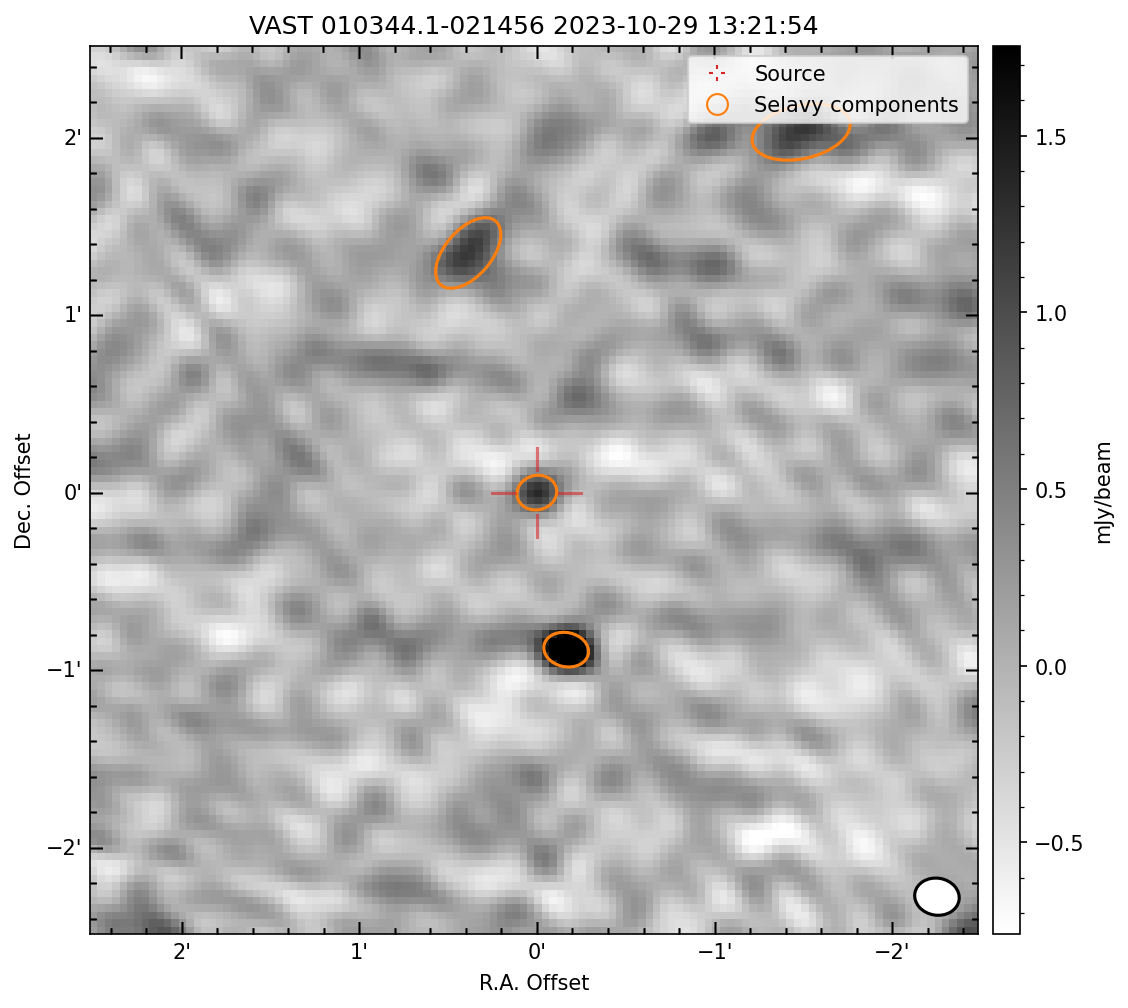 VAST 010344.1-021456 2023-10-29 13:21:54
Source
Selavy components
2'
1'
0'
−1'
−2'
Dec. Offset
2'
1'
0'
−1'
−2'
R.A. Offset
1.5
1.0
0.5
0.0
−0.5
mJy/beam